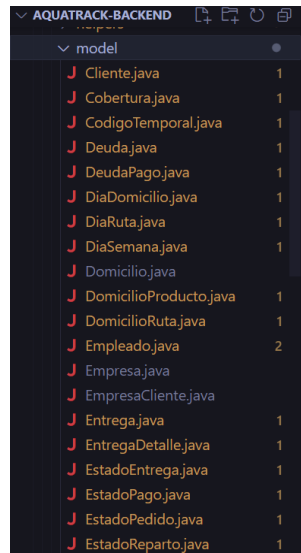 AQUATRACK-BACKEND
model
J Cliente.java 1
J Cobertura.java 1
J CodigoTemporal.java 1
J Deuda.java 1
J DeudaPago.java 1
J DiaDomicilio.java 1
J DiaRuta.java 1
J DiaSemana.java 1
J Domicilio.java
J DomicilioProducto.java 1
J DomicilioRuta.java 1
J Empleado.java 2
J Empresa.java
J EmpresaCliente.java
J Entrega.java 1
J EntregaDetalle.java 1
J EstadoEntrega.java 1
J EstadoPago.java 1
J EstadoPedido.java 1
J EstadoReparto.java 1